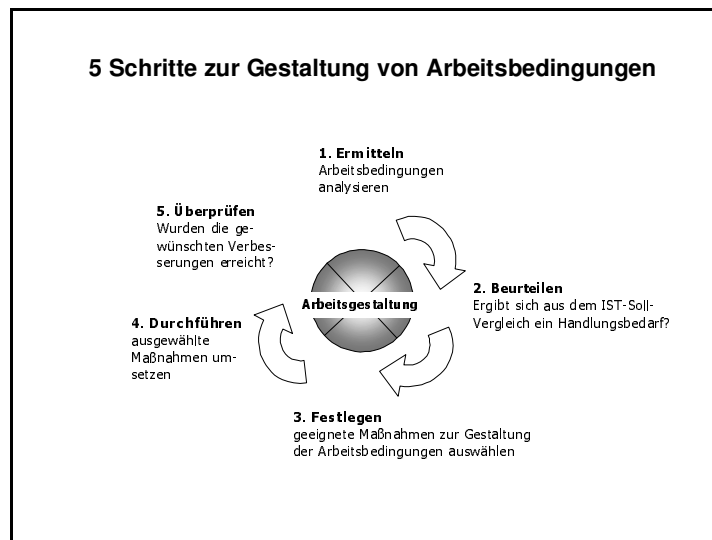 5 Schritte zur Gestaltung von Arbeitsbedingungen
1. Ermitteln
Arbeitsbedingungen
analysieren
2. Beurteilen
Ergibt sich aus dem IST-Soll-
Vergleich ein Handlungsbedarf?
3. Festlegen
geeignete Maßnahmen zur Gestaltung
der Arbeitsbedingungen auswählen
4. Durchführen
ausgewählte
Maßnahmen um-
setzen
5. Überprüfen
Wurden die ge-
wünschten Verbes-
serungen erreicht?
Arbeitsgestaltung